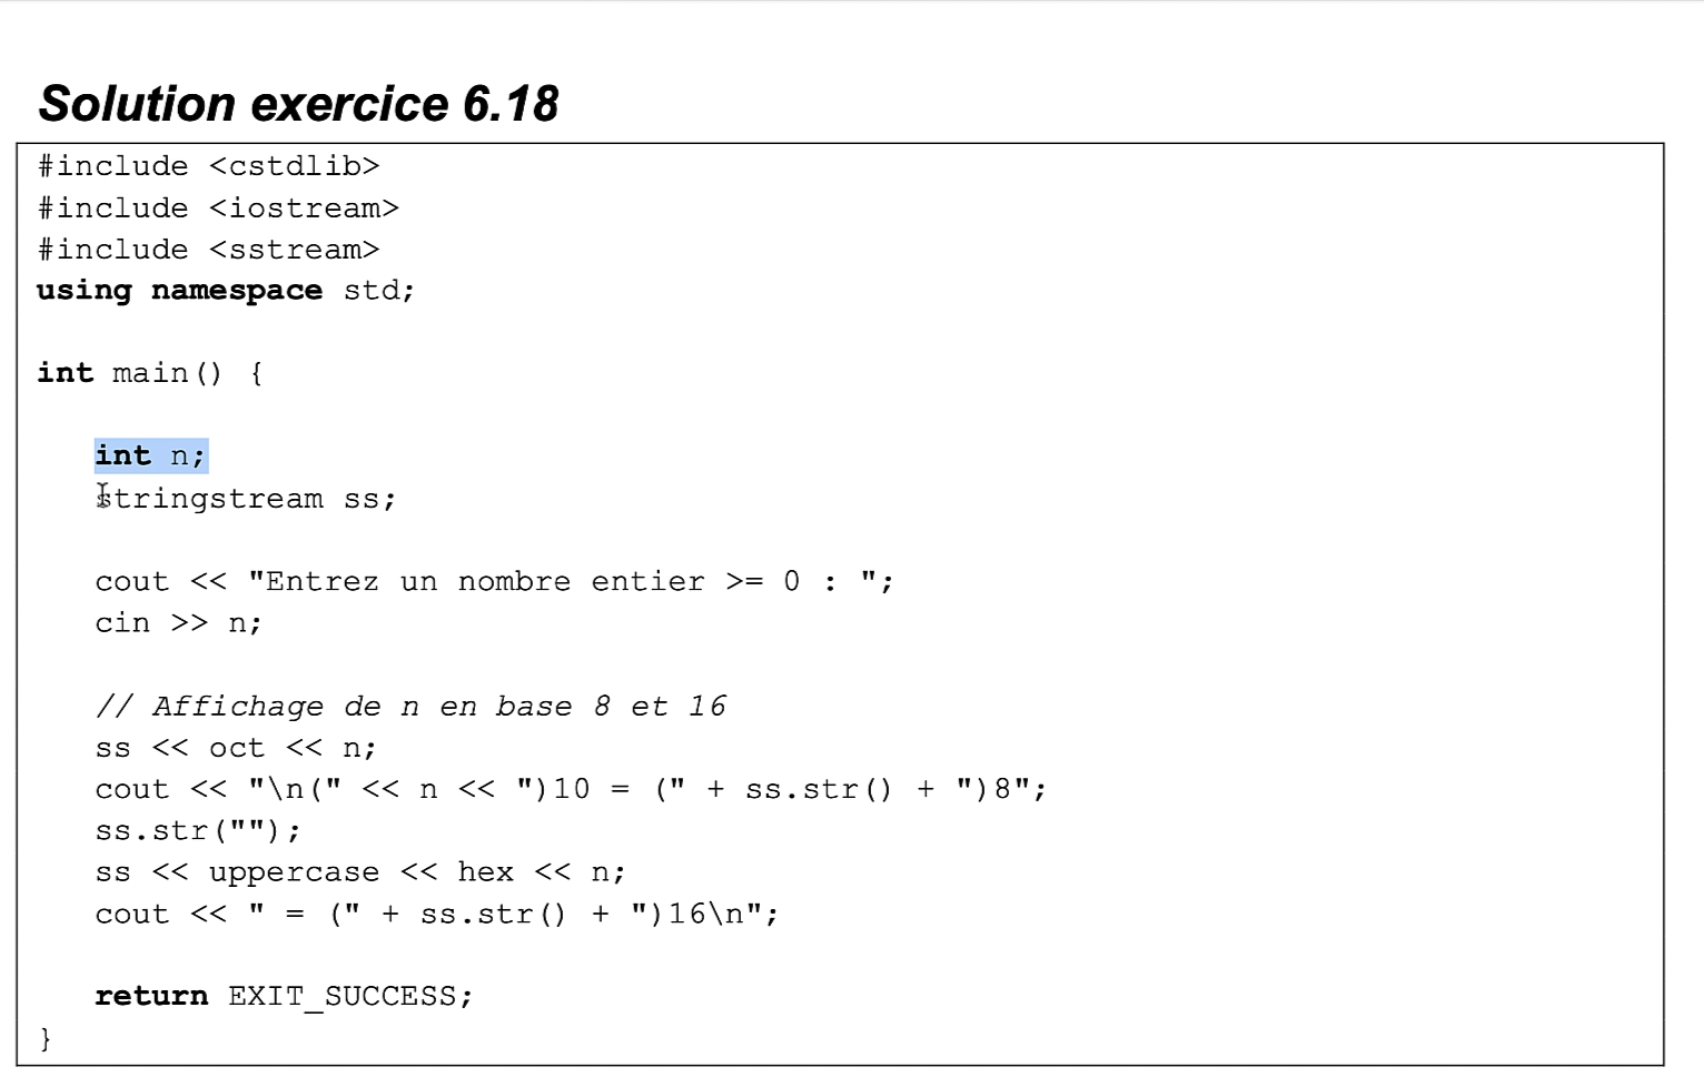 Solution exercice 6.18
#include <cstdlib>
#include <iostream>
#include <sstream>
using namespace std;
int main() {
int n;
stringstream ss;
cout << "Entrez un nombre entier >= 0 : ";
cin >> n;
// Affichage de n en base 8 et 16
ss << oct << n;
cout << "\n(" << n << ")10 = (" + ss.str() + ")8";
ss.str("");
ss << uppercase << hex << n;
cout << " = (" + ss.str() + ")16\n";
return EXIT_SUCCESS;
}